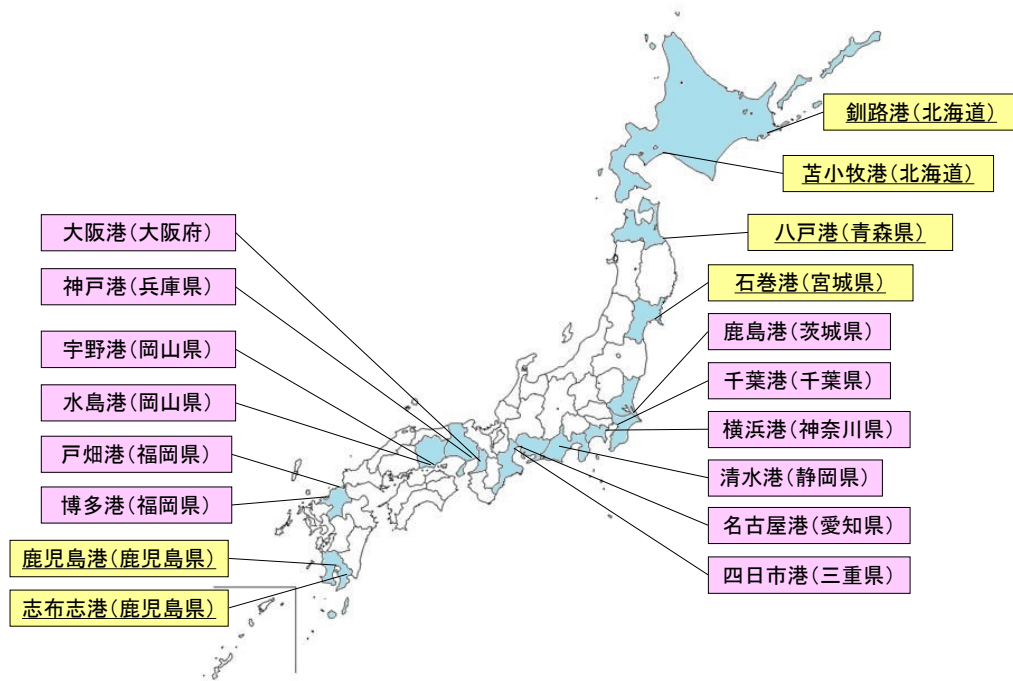 釧路港(北海道)
苫小牧港(北海道)
八戸港(青森県)
石巻港(宮城県)
鹿島港(茨城県)
千葉港(千葉県)
横浜港(神奈川県)
清水港(静岡県)
名古屋港(愛知県)
四日市港(三重県)
大阪港(大阪府)
神戸港(兵庫県)
宇野港(岡山県)
水島港(岡山県)
戸畑港(福岡県)
博多港(福岡県)
鹿児島港(鹿児島県)
志布志港(鹿児島県)